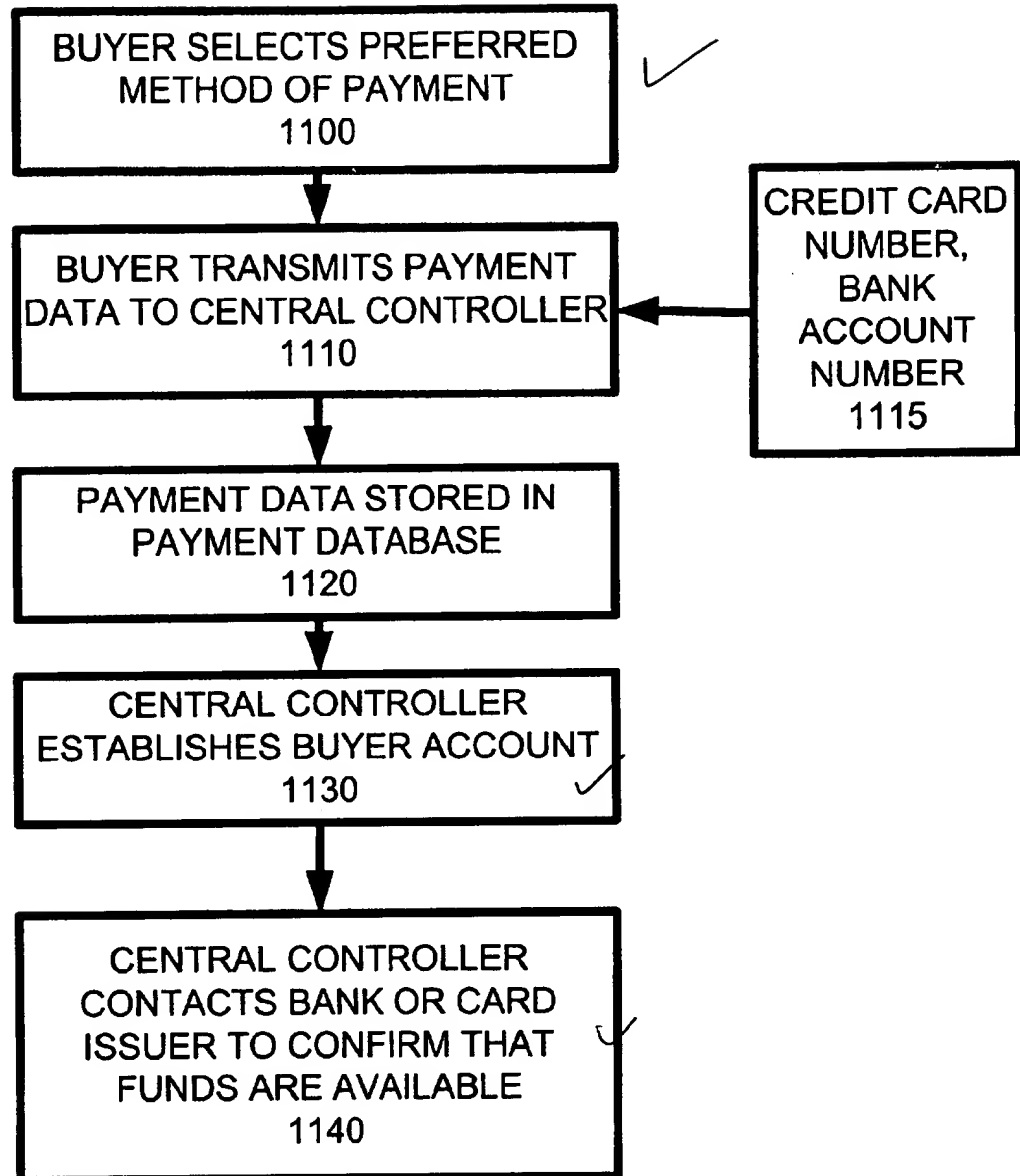 BUYER SELECTS PREFERRED
METHOD OF PAYMENT
1100
BUYER TRANSMITS PAYMENT
DATA TO CENTRAL CONTROLLER
1110
CREDIT CARD
NUMBER,
BANK
ACCOUNT
NUMBER
1115
PAYMENT DATA STORED IN
PAYMENT DATABASE
1120
CENTRAL CONTROLLER
ESTABLISHES BUYER ACCOUNT
1130
CENTRAL CONTROLLER
CONTACTS BANK OR CARD
ISSUER TO CONFIRM THAT
FUNDS ARE AVAILABLE
1140